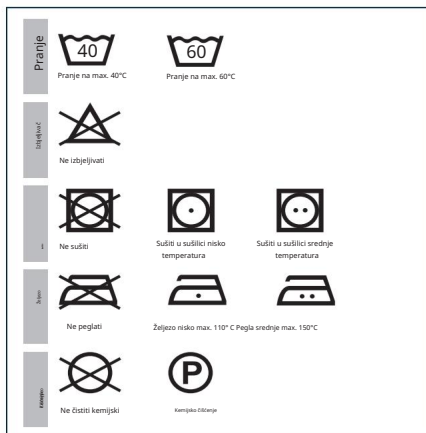 Pranje
40
60
Pranje na max. 40°C
Pranje na max. 60°C
Izbjeljivač
Ne izbjeljivati
Ne sušiti
Sušiti u sušilici nisko
temperatura
Sušiti u sušilici srednje
temperatura
Ne peglati
Željezo nisko max. 110° C Pegla srednje max. 150°C
Ne čistiti kemijski
P
Kemijsko čišćenje